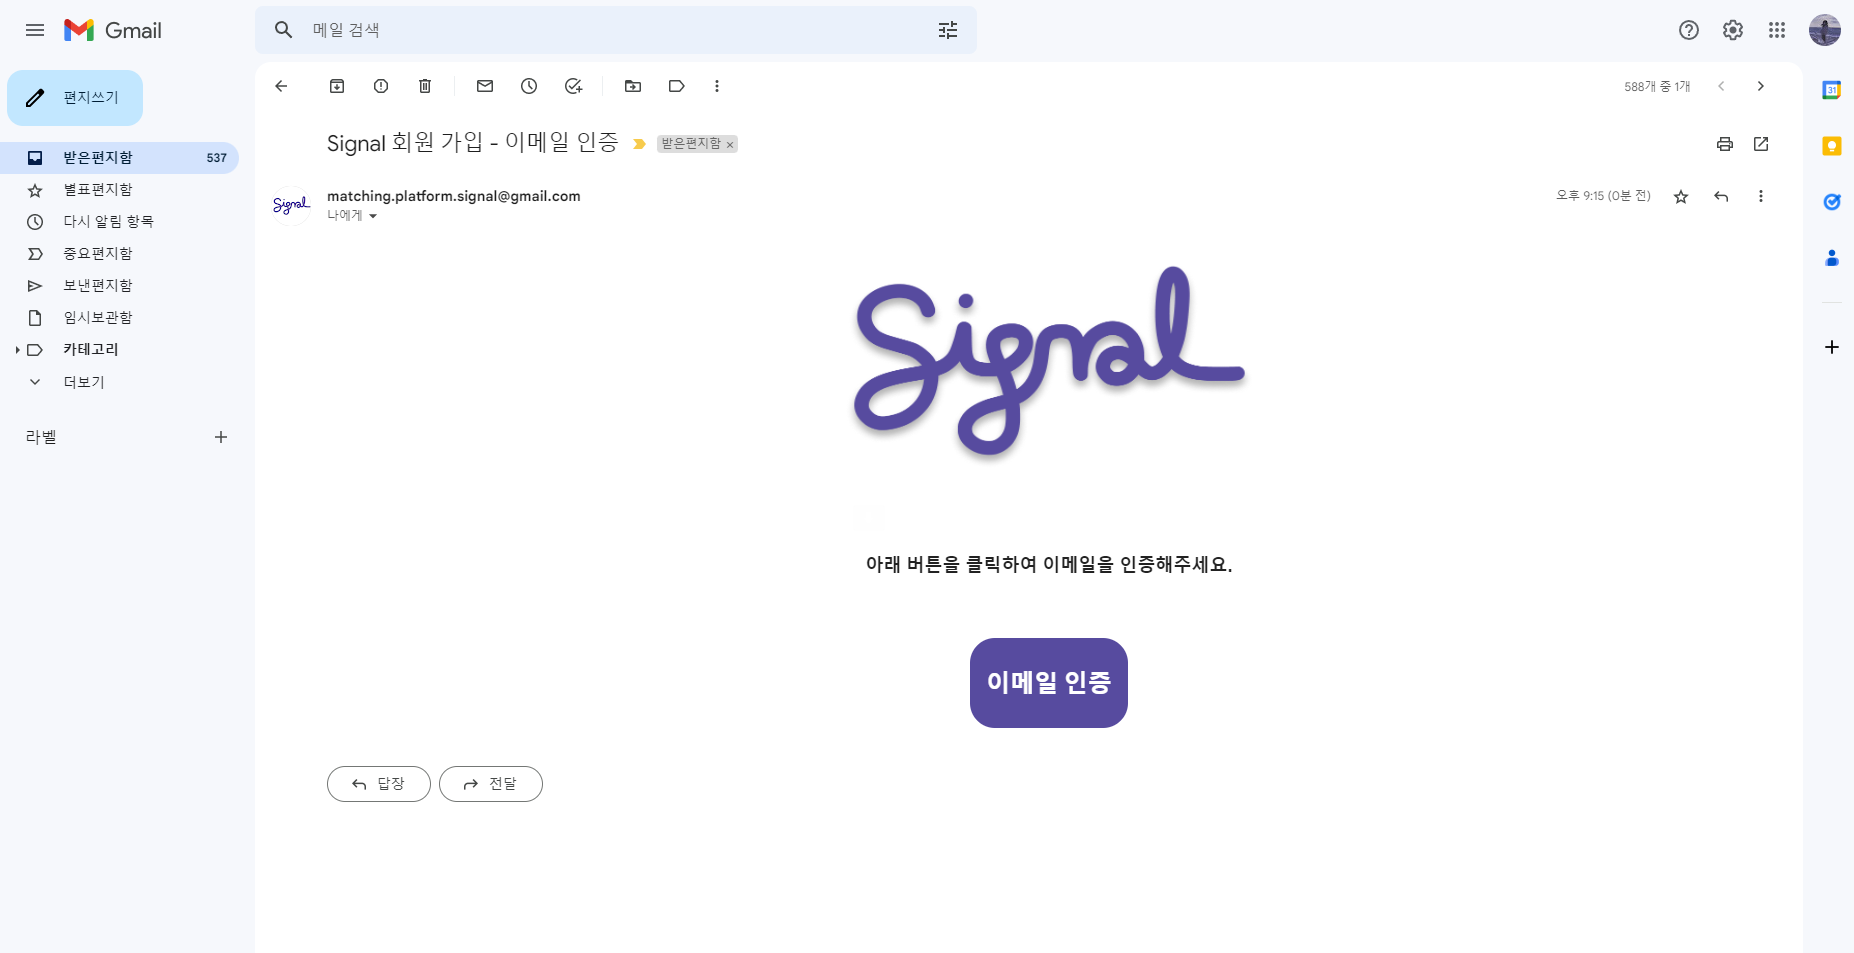 Gmail
메일 검색
편지쓰기
받은편지함 537
별표편지함
다시 알림 항목
중요편지함
보낸편지함
임시보관함
카테고리
더보기
라벨
588개 중 1개
31
Signal 회원 가입 - 이메일 인증
받은편지함 ×
Signal
matching.platform.signal@gmail.com
나에게
오후 9:15 (0분 전)
Signal
아래 버튼을 클릭하여 이메일을 인증해주세요.
이메일 인증
답장
전달